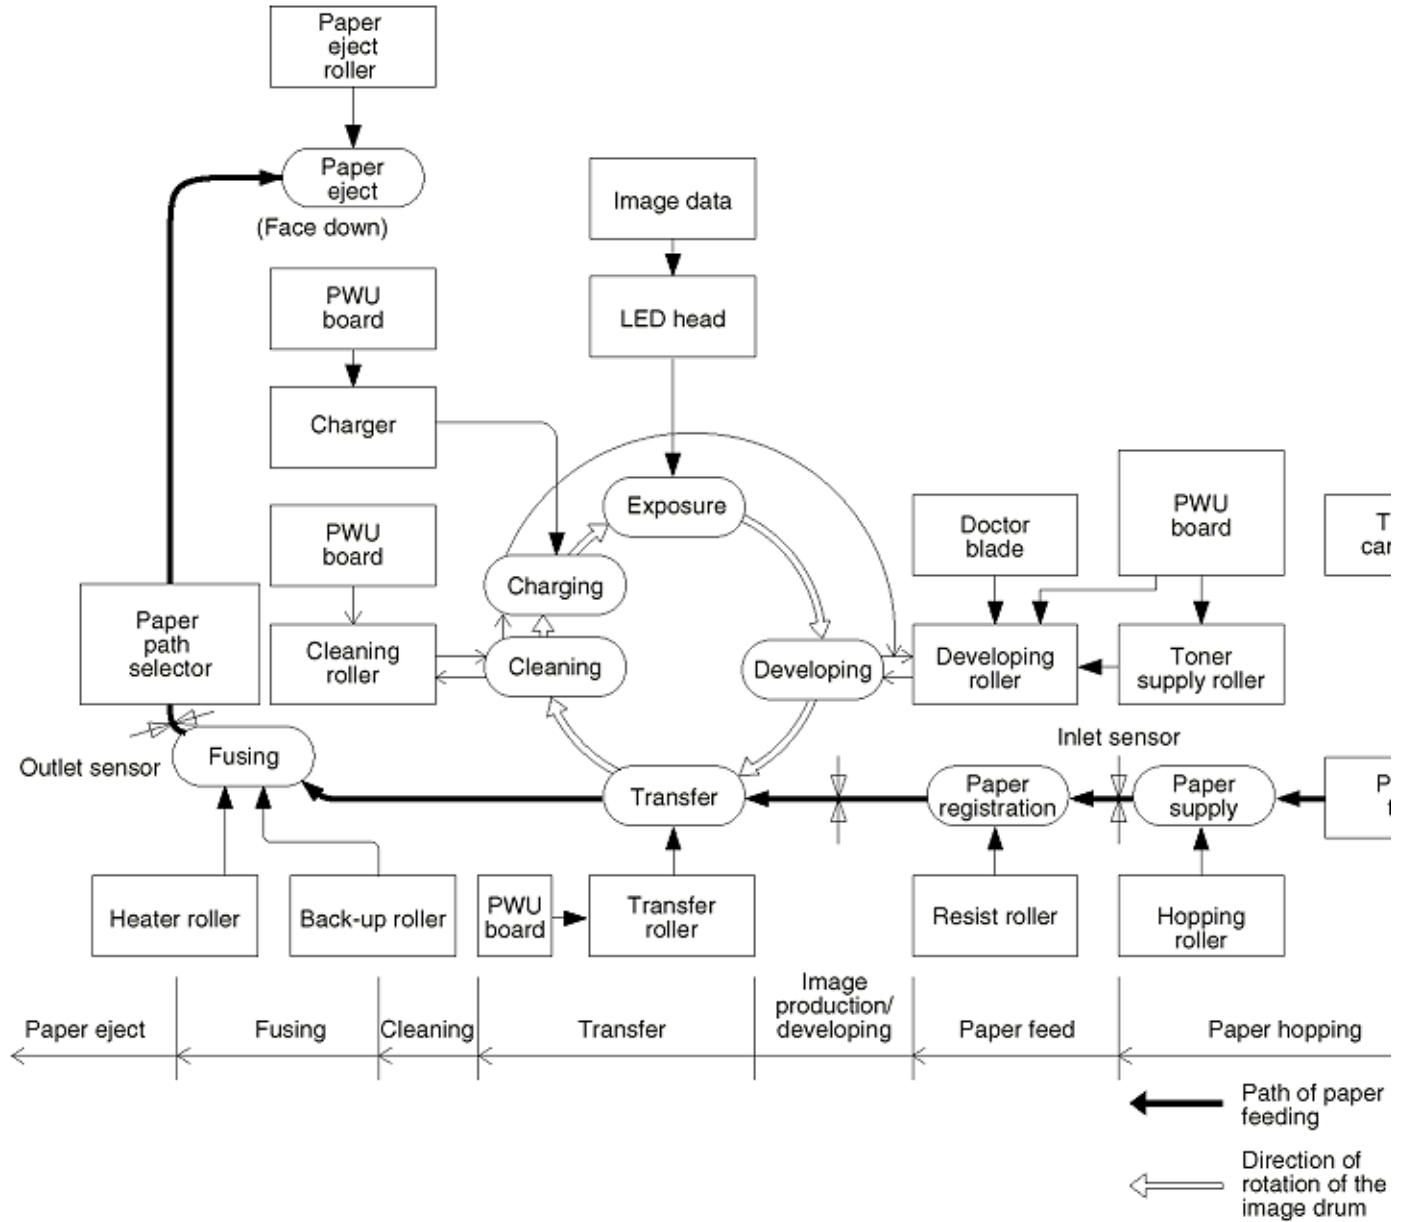 Paper
eject
roller
Paper
eject
(Face down)
Image data
PWU
board
LED head
Charger
Exposure
PWU
board
Doctor
blade
PWU
board
Charging
Paper
path
selector
Cleaning
roller
Cleaning
Developing
Developing
roller
Toner
supply roller
Outlet sensor
Fusing
Inlet sensor
Transfer
Paper
registration
Paper
supply
Heater roller
Back-up roller
PWU
board
Transfer
roller
Resist roller
Hopping
roller
Paper eject
Fusing
Cleaning
Transfer
Image
production/
developing
Paper feed
Paper hopping
Path of paper
feeding
Direction of
rotation of the
image drum